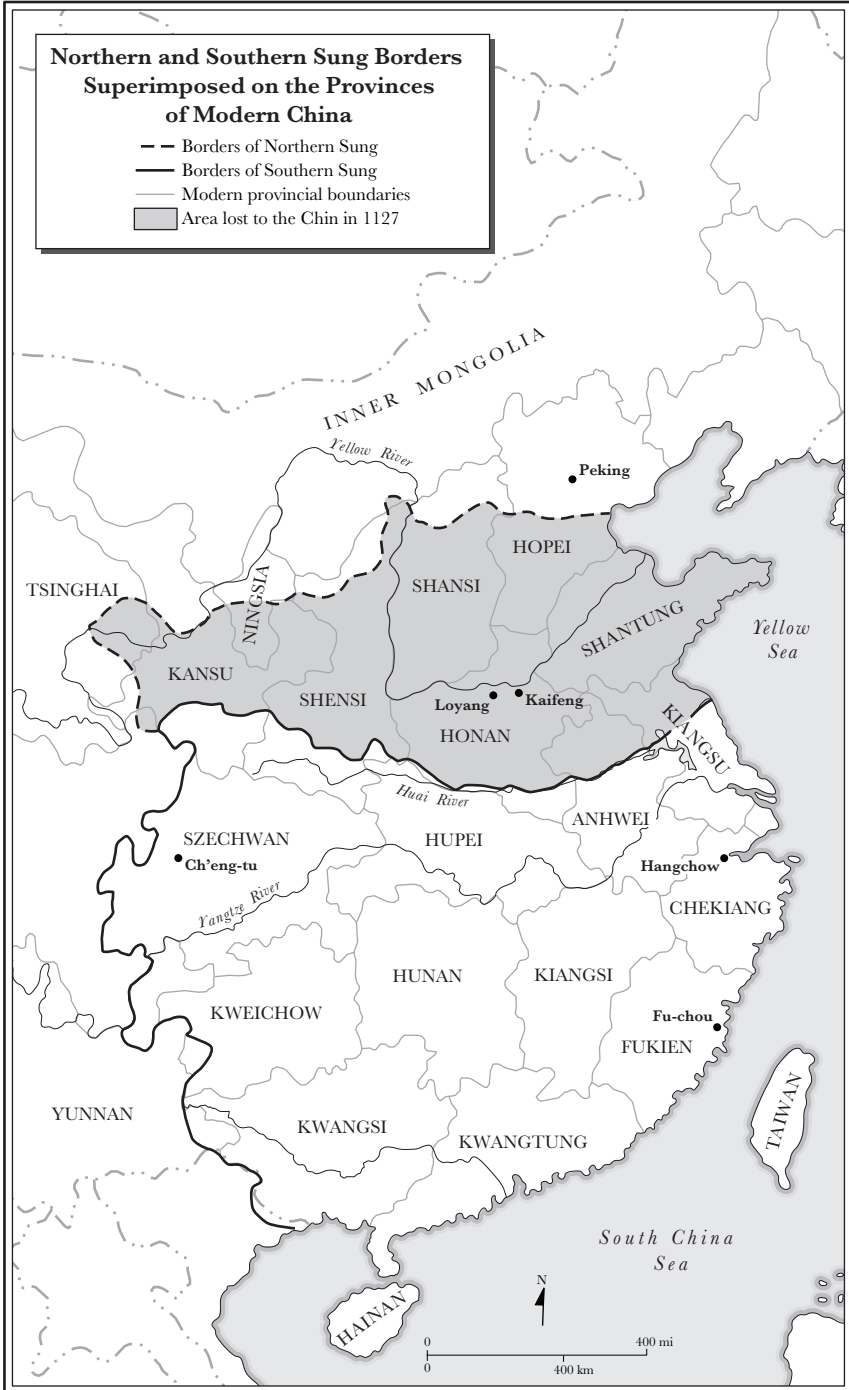 Northern and Southern Sung Borders
Superimposed on the Provinces
of Modern China
Borders of Northern Sung
Borders of Southern Sung
Modern provincial boundaries
Area lost to the Chin in 1127
INNER MONGOLIA
Yellow River
Peking
HOPEI
TSINGHAI
NINGSIA
SHANSI
SHANTUNG
Yellow
Sea
KANSU
SHENSI
Loyang
Kaifeng
HONAN
KIANGSU
Huai River
ANHWEI
SZECHWAN
HUPEI
Ch'eng-tu
Hangchow
Yangtze River
CHEKIANG
HUNAN
KIANGSI
KWEICHOW
Fu-chou
FUKIEN
YUNNAN
KWANGSI
KWANGTUNG
TAIWAN
South China
Sea
HAINAN
N
0 400 mi
0 400 km